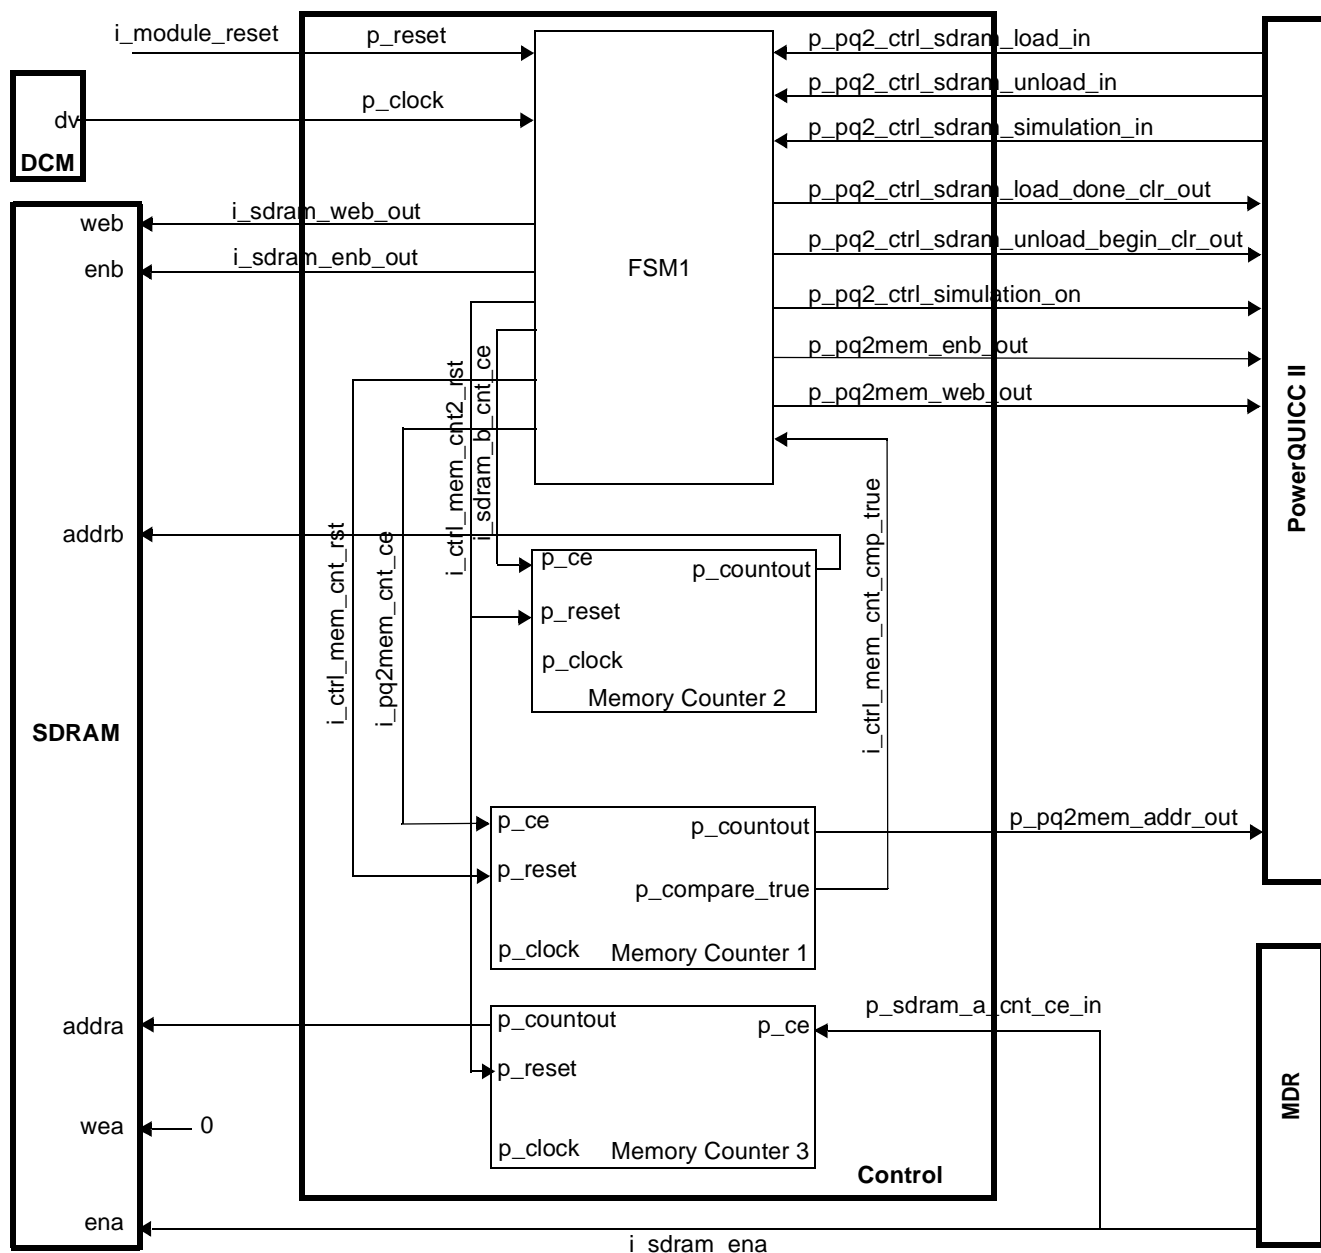 i_module_reset
p_reset
p_pq2_ctrl_sdram_load_in
p_pq2_ctrl_sdram_unload_in
p_clock
dv
DCM
p_pq2_ctrl_sdram_simulation_in
p_pq2_ctrl_sdram_load_done_clr_out
web
i_sdram_web_out
p_pq2_ctrl_sdram_unload_begin_clr_out
enb
i_sdram_enb_out
FSM1
p_pq2_ctrl_simulation_on
p_pq2mem_enb_out
p_pq2mem_web_out
PowerQUICC II
i_ctrl_mem_cnt_rst
i_pq2mem_cnt_ce
i_ctrl_mem_cnt2_rst
i_sdram_b_cnt_ce
i_ctrl_mem_cnt_cmp_true
addrb
p_ce
p_countout
p_reset
p_clock
Memory Counter 2
SDRAM
p_ce
p_countout
p_pq2mem_addr_out
p_reset
p_compare_true
p_clock
Memory Counter 1
addra
p_countout
p_ce
p_sdram_a_cnt_ce_in
p_reset
MDR
wea
0
p_clock
Memory Counter 3
Control
ena
i_sdram_ena